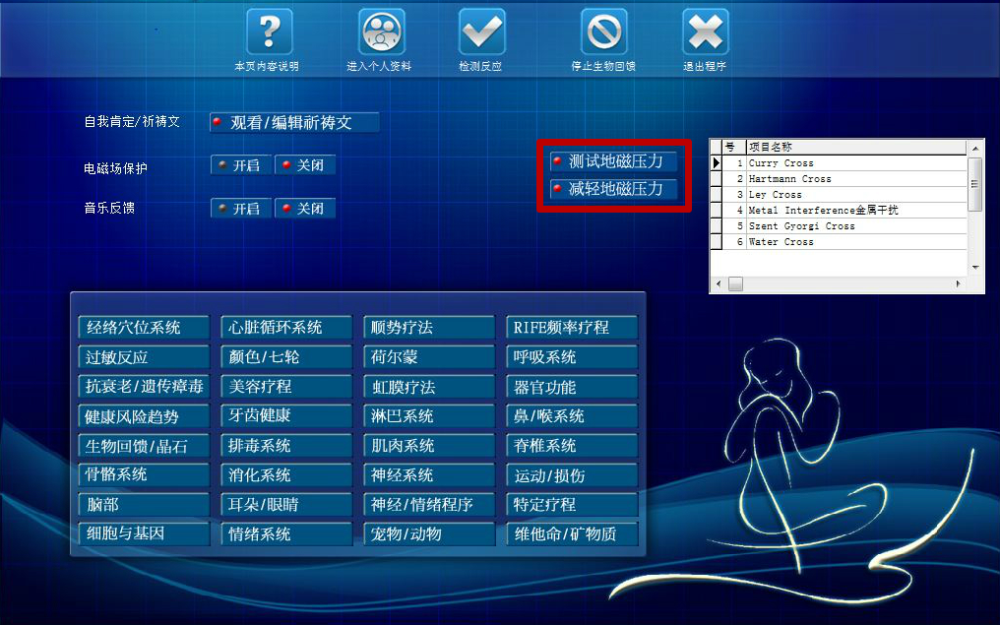 本页内容说明 进入个人资料 检测反应 停止生物回馈 退出程序
自我肯定/祈祷文 观看/编辑祈祷文
电磁场保护 开启 关闭
音乐反馈 开启 关闭
测试地磁压力
减轻地磁压力
号 项目名称
1 Curry Cross
2 Hartmann Cross
3 Ley Cross
4 Metal Interference金属干扰
5 Szent Gyorgi Cross
6 Water Cross
经络穴位系统 心脏循环系统 顺势疗法 RIFE频率疗程
过敏反应 颜色/七轮 荷尔蒙 呼吸系统
抗衰老/遗传瘴毒 美容疗程 虹膜疗法 器官功能
健康风险趋势 牙齿健康 淋巴系统 鼻/喉系统
生物回馈/晶石 排毒系统 肌肉系统 脊椎系统
骨骼系统 消化系统 神经系统 运动/损伤
脑部 耳朵/眼睛 神经/情绪程序 特定疗程
细胞与基因 情绪系统 宠物/动物 维他命/矿物质